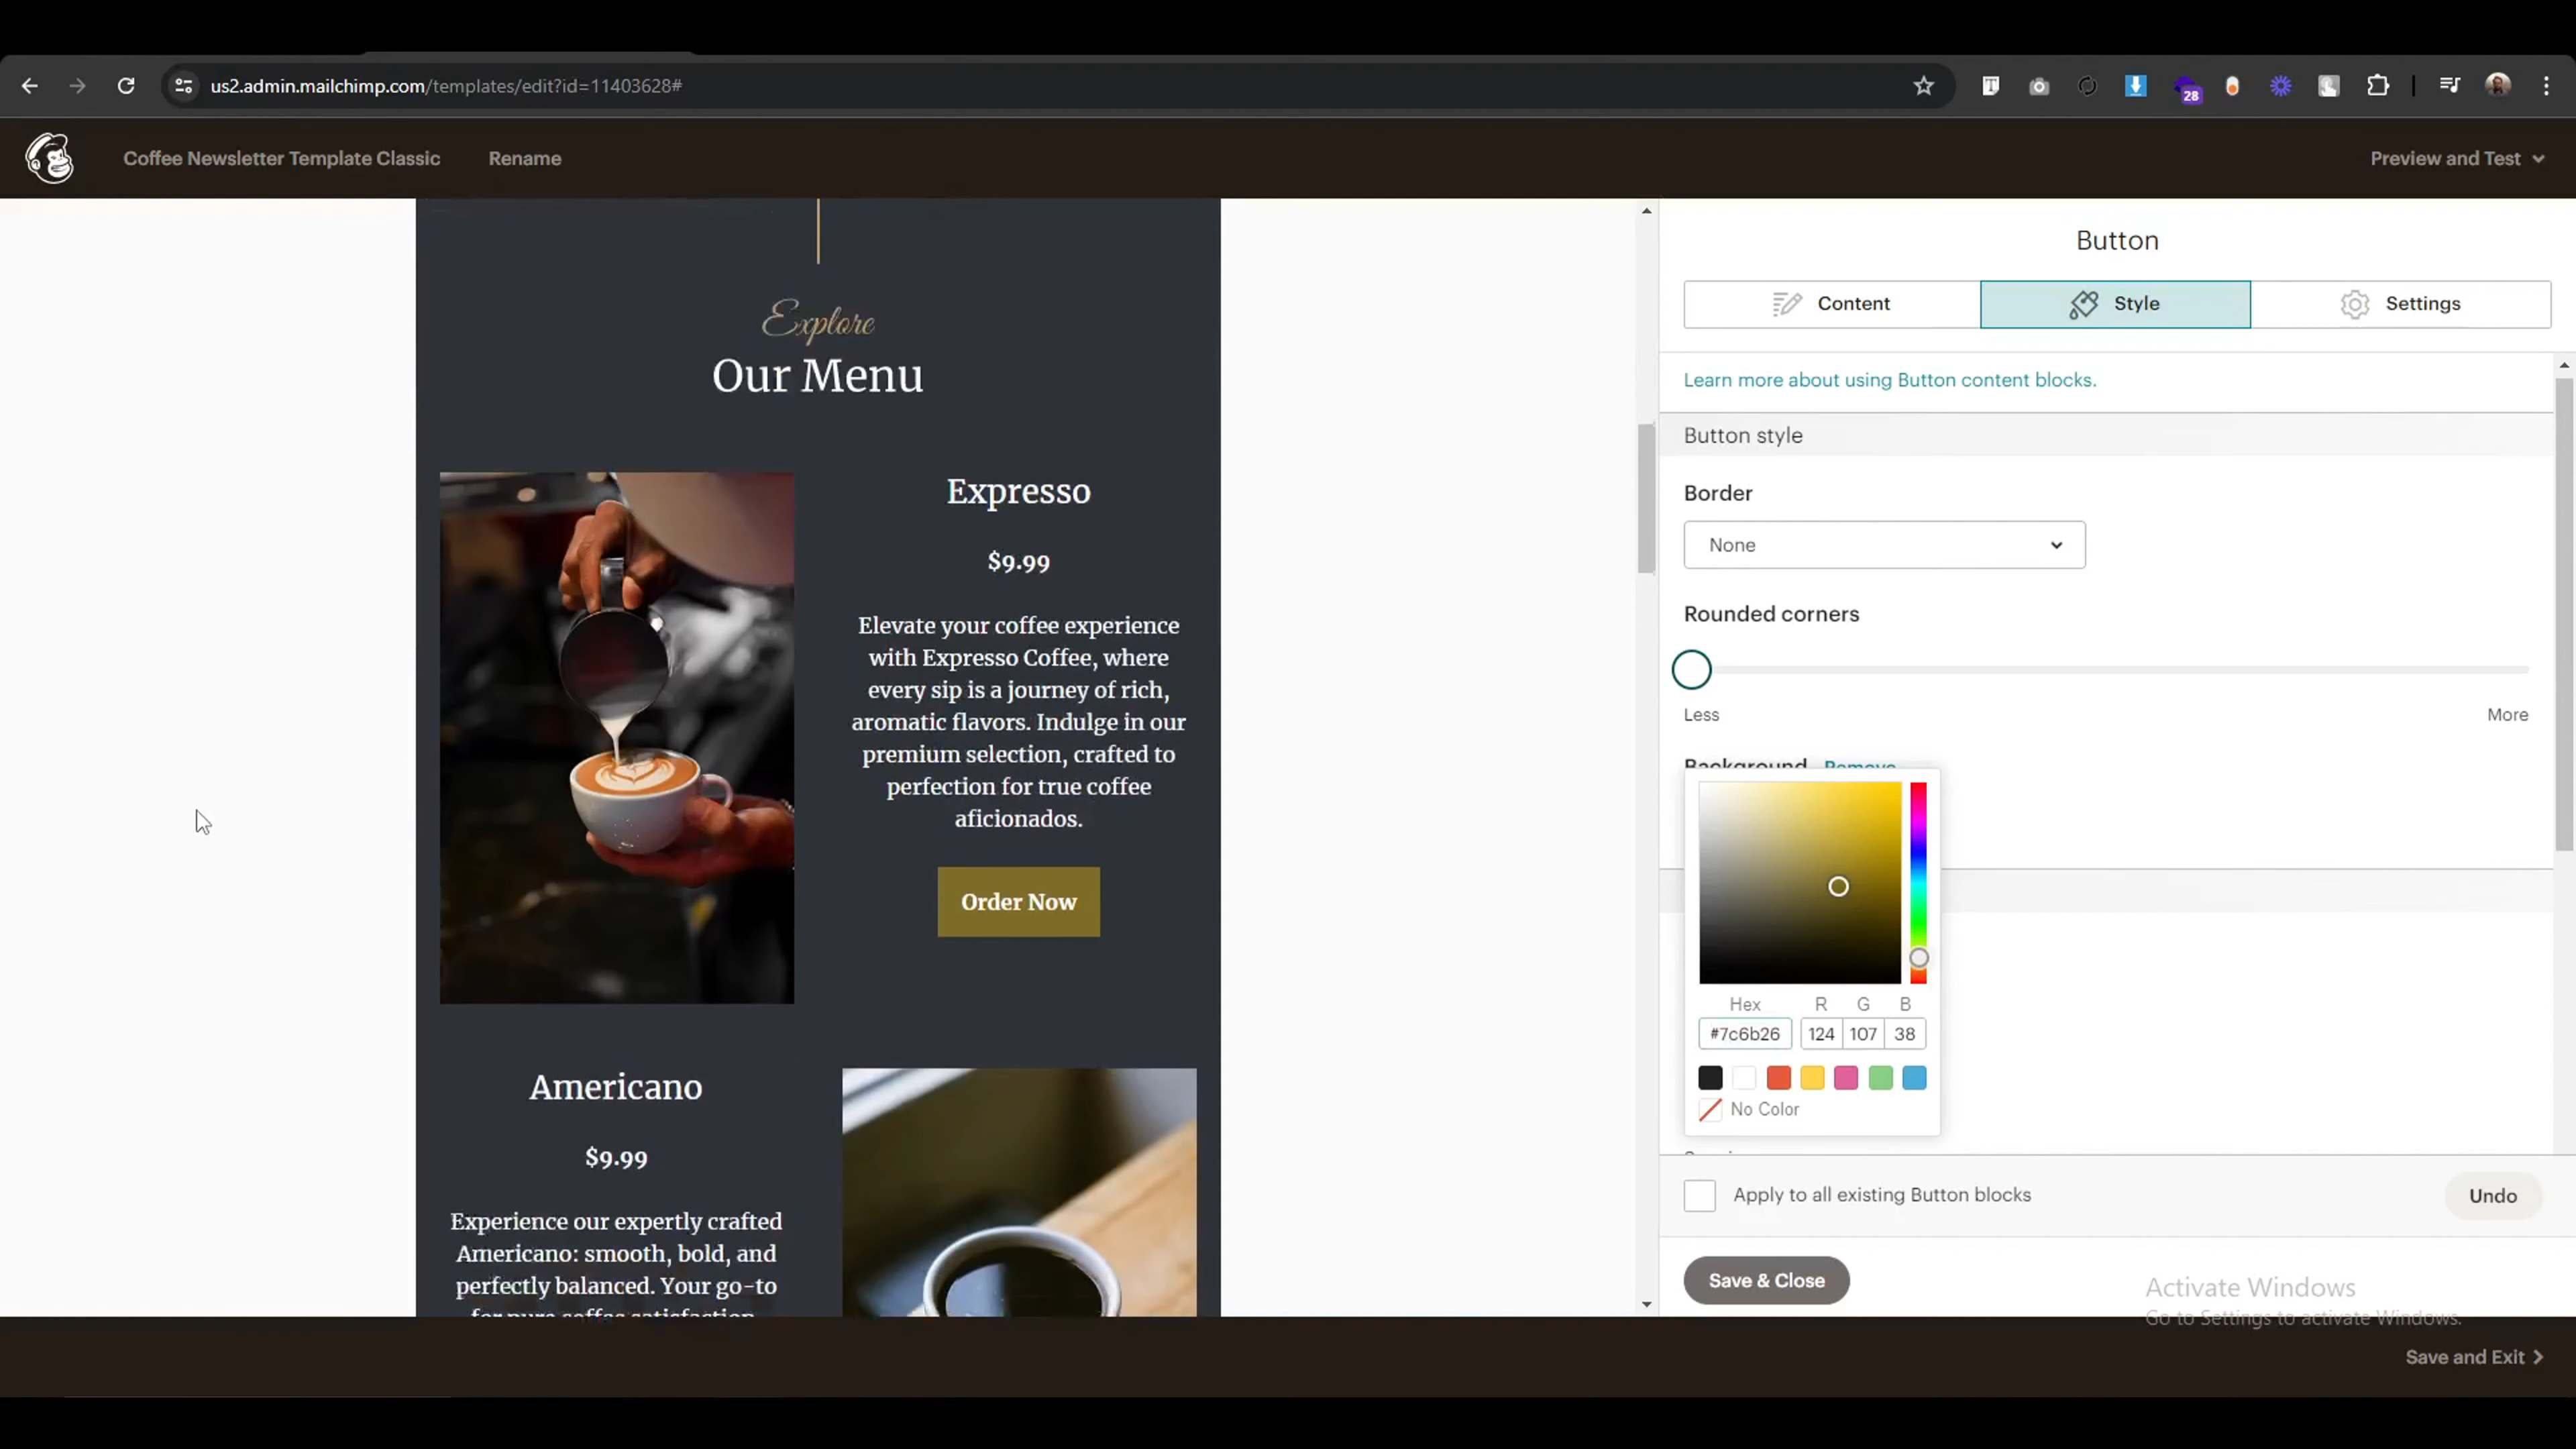 us2.admin.mailchimp.com/templates/edit?id=11403628#
28
Coffee Newsletter Template Classic
Rename
Preview and Test
Explore
Our Menu
Expresso
$9.99
Elevate your coffee experience
with Expresso Coffee, where
every sip is a journey of rich,
aromatic flavors. Indulge in our
premium selection, crafted to
perfection for true coffee
aficionados.
Order Now
Americano
$9.99
Experience our expertly crafted
Americano: smooth, bold, and
perfectly balanced. Your go-to
for pure coffee satisfaction
Button
Content
Style
Settings
Learn more about using Button content blocks.
Button style
Border
None
Rounded corners
Less
More
Background Remove
Hex R G B
#7c6b26 124 107 38
No Color
Apply to all existing Button blocks
Undo
Save & Close
Activate Windows
Go to Settings to activate Windows.
Save and Exit